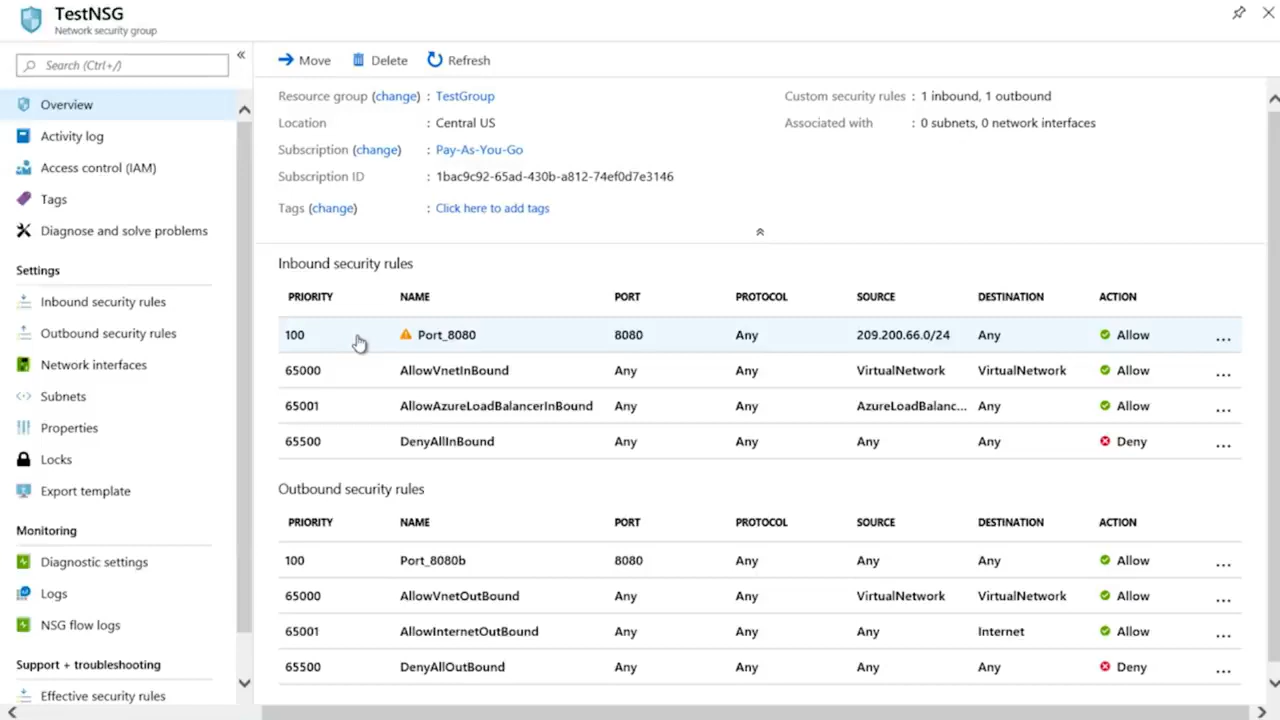 TestNSG
Network security group
Search (Ctrl+/)
«
Overview
Activity log
Access control (IAM)
Tags
Diagnose and solve problems
Settings
Inbound security rules
Outbound security rules
Network interfaces
Subnets
Properties
Locks
Export template
Monitoring
Diagnostic settings
Logs
NSG flow logs
Support + troubleshooting
Effective security rules
Move Delete Refresh
Resource group (change) : TestGroup
Location : Central US
Subscription (change) : Pay-As-You-Go
Subscription ID : 1bac9c92-65ad-430b-a812-74ef0d7e3146
Tags (change) : Click here to add tags
Custom security rules : 1 inbound, 1 outbound
Associated with : 0 subnets, 0 network interfaces
Inbound security rules
PRIORITY NAME PORT PROTOCOL SOURCE DESTINATION ACTION
100 Port_8080 8080 Any 209.200.66.0/24 Any Allow ...
65000 AllowVnetInBound Any Any VirtualNetwork VirtualNetwork Allow ...
65001 AllowAzureLoadBalancerInBound Any Any AzureLoadBalanc... Any Allow ...
65500 DenyAllInBound Any Any Any Any Deny ...
Outbound security rules
PRIORITY NAME PORT PROTOCOL SOURCE DESTINATION ACTION
100 Port_8080b 8080 Any Any Any Allow ...
65000 AllowVnetOutBound Any Any VirtualNetwork VirtualNetwork Allow ...
65001 AllowInternetOutBound Any Any Any Internet Allow ...
65500 DenyAllOutBound Any Any Any Any Deny ...